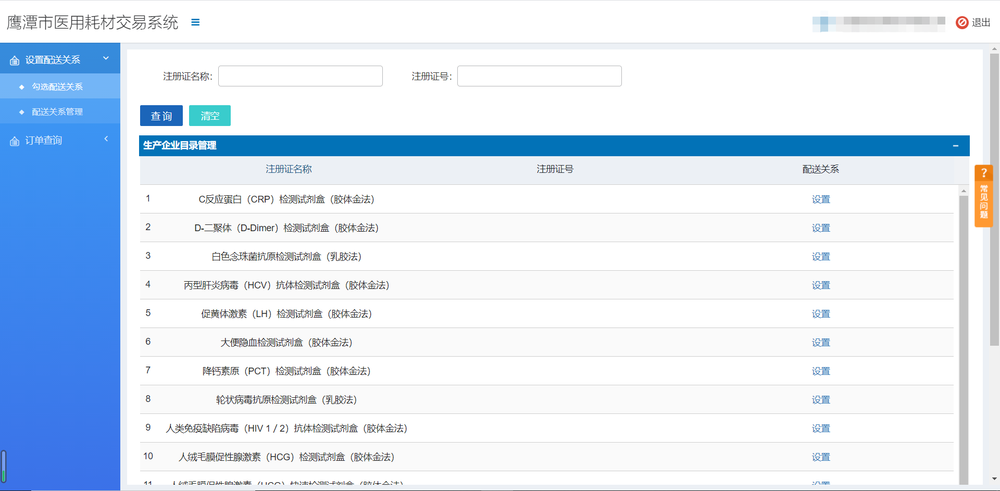 鹰潭市医用耗材交易系统
退出
设置配送关系
勾选配送关系
配送关系管理
订单查询
注册证名称：
注册证号：
查询
清空
生产企业目录管理
注册证名称 注册证号 配送关系
1 C反应蛋白（CRP）检测试剂盒（胶体金法） 设置
2 D-二聚体（D-Dimer）检测试剂盒（胶体金法） 设置
3 白色念珠菌抗原检测试剂盒（乳胶法） 设置
4 丙型肝炎病毒（HCV）抗体检测试剂盒（胶体金法） 设置
5 促黄体激素（LH）检测试剂盒（胶体金法） 设置
6 大便隐血检测试剂盒（胶体金法） 设置
7 降钙素原（PCT）检测试剂盒（胶体金法） 设置
8 轮状病毒抗原检测试剂盒（乳胶法） 设置
9 人类免疫缺陷病毒（HIV 1 / 2）抗体检测试剂盒（胶体金法） 设置
10 人绒毛膜促性腺激素（HCG）检测试剂盒（胶体金法） 设置
11 人绒毛膜促性腺激素（HCG）快速检测试剂盒（胶体金法） 设置
?
常见问题